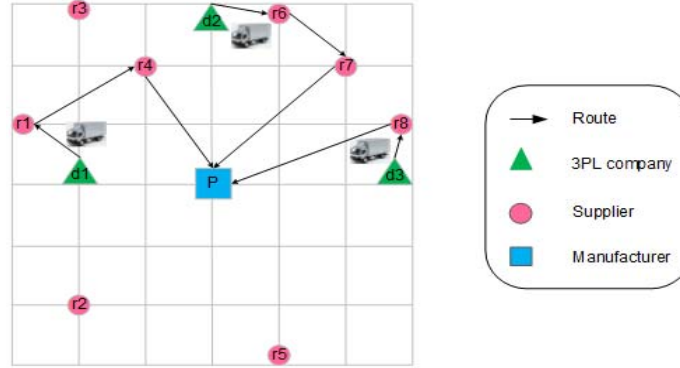 r3
d2
r6
r4
r7
r1
r8
d1
P
d3
r2
r5
Route
3PL company
Supplier
Manufacturer